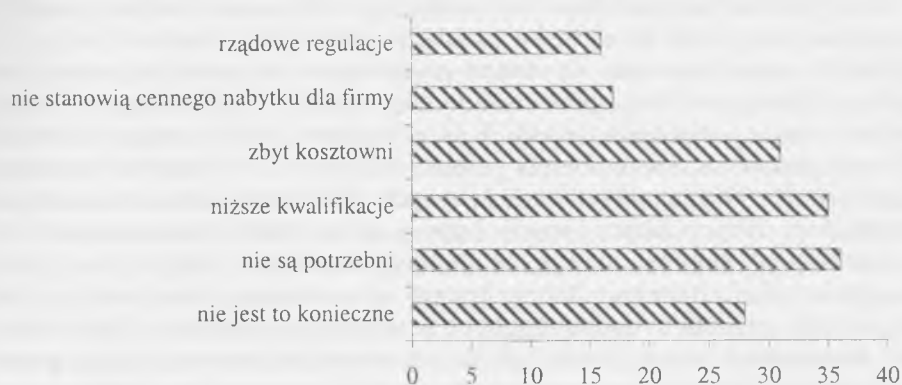 rządowe regulacje
nie stanowią cennego nabytku dla firmy
zbyt kosztowni
niższe kwalifikacje
nie są potrzebni
nie jest to konieczne
0 5 10 15 20 25 30 35 40